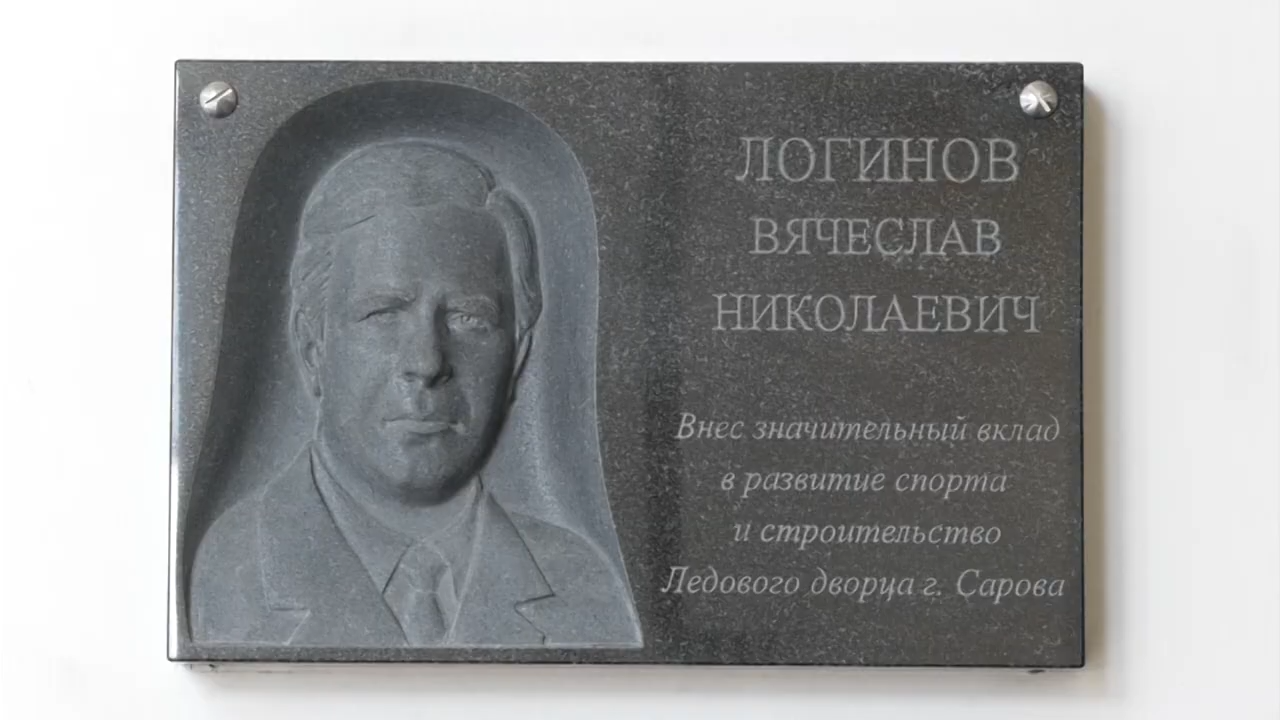 ЛОГИНОВ
ВЯЧЕСЛАВ
НИКОЛАЕВИЧ
Внес значительный вклад
в развитие спорта
и строительство
Ледового дворца г. Сарова